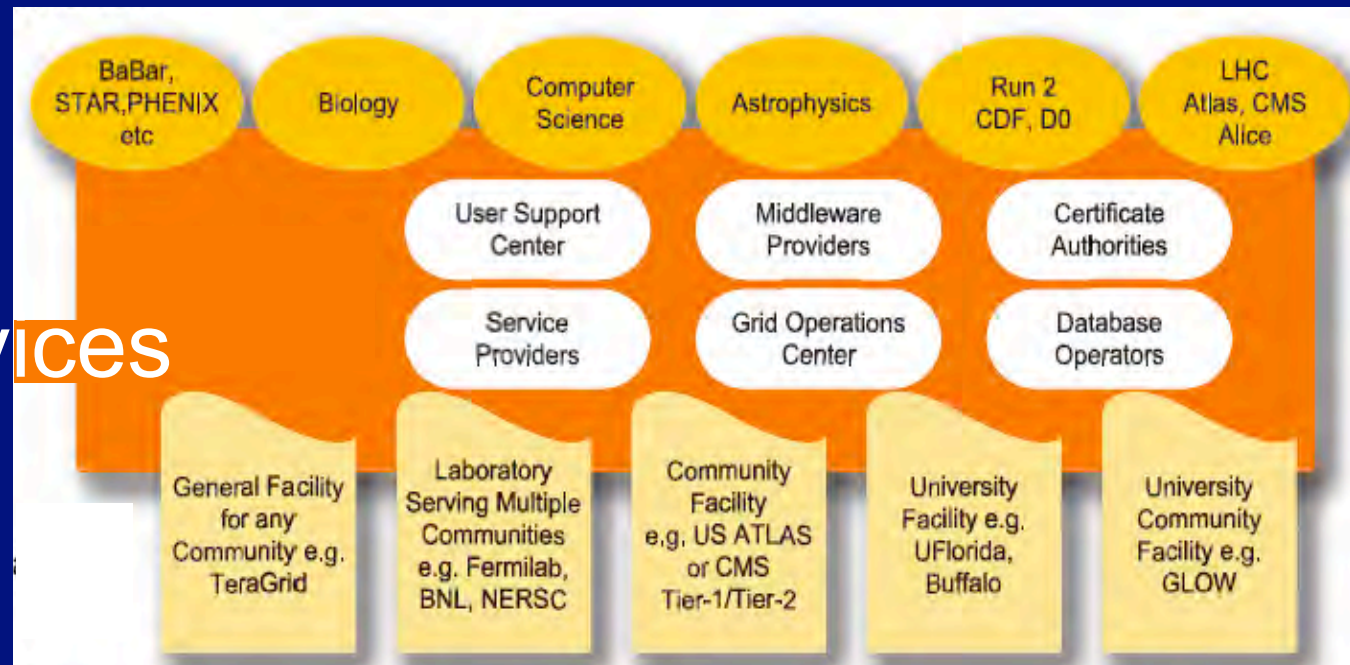 BaBar,
STAR,PHENIX
etc
Biology
Computer
Science
Astrophysics
Run 2
CDF, D0
LHC
Atlas, CMS
Alice
User Support
Center
Middleware
Providers
Certificate
Authorities
Service
Providers
Grid Operations
Center
Database
Operators
ices
General Facility
for any
Community e.g.
TeraGrid
Laboratory
Serving Multiple
Communities
e.g. Fermilab,
BNL, NERSC
Community
Facility
e.g. US ATLAS
or CMS
Tier-1/Tier-2
University
Facility e.g.
UFlorida,
Buffalo
University
Community
Facility e.g.
GLOW